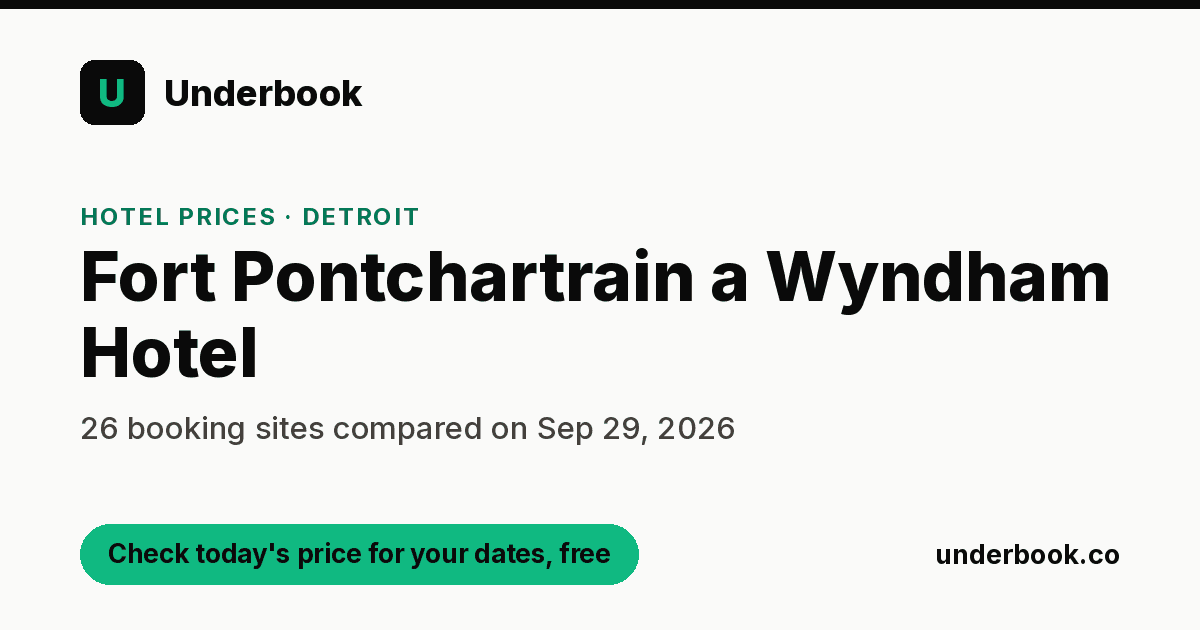 U Underbook
HOTEL PRICES · DETROIT
Fort Pontchartrain a Wyndham
Hotel
26 booking sites compared on Sep 29, 2026
Check today's price for your dates, free
underbook.co